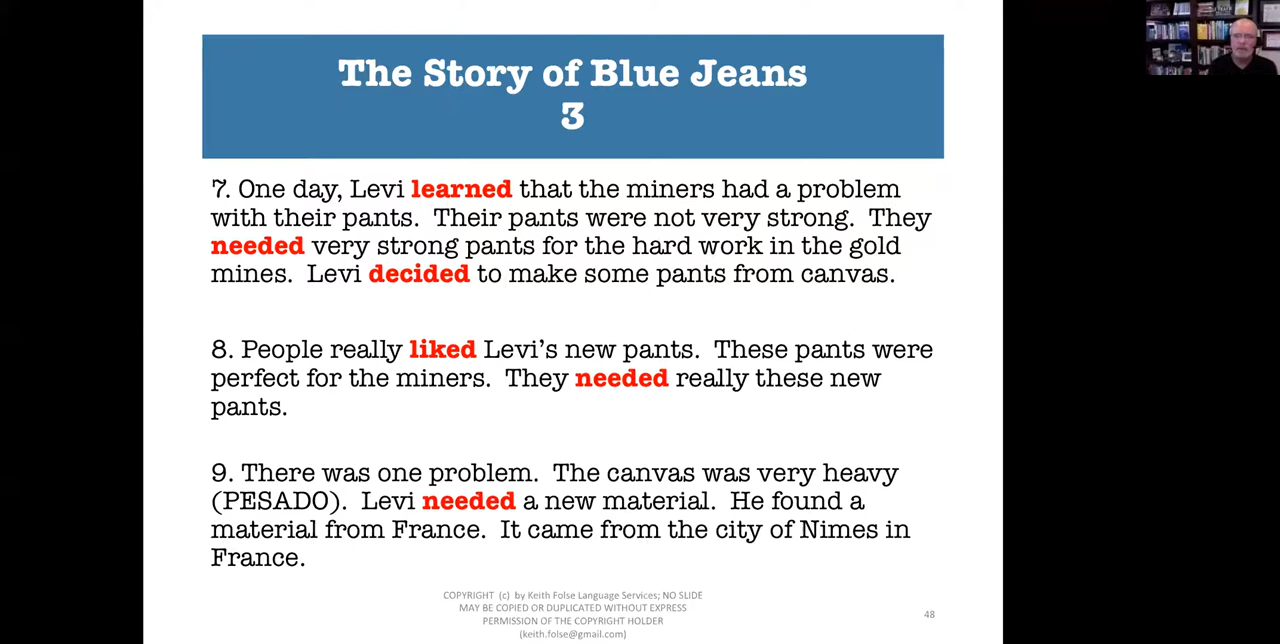 The Story of Blue Jeans
3
7. One day, Levi learned that the miners had a problem
with their pants.  Their pants were not very strong.  They
needed very strong pants for the hard work in the gold
mines.  Levi decided to make some pants from canvas.
8. People really liked Levi's new pants.  These pants were
perfect for the miners.  They needed really these new
pants.
9. There was one problem.  The canvas was very heavy
(PESADO).  Levi needed a new material.  He found a
material from France.  It came from the city of Nimes in
France.
COPYRIGHT (c) by Keith Folse Language Services; NO SLIDE
MAY BE COPIED OR DUPLICATED WITHOUT EXPRESS
PERMISSION OF THE COPYRIGHT HOLDER
(keith.folse@gmail.com)
48